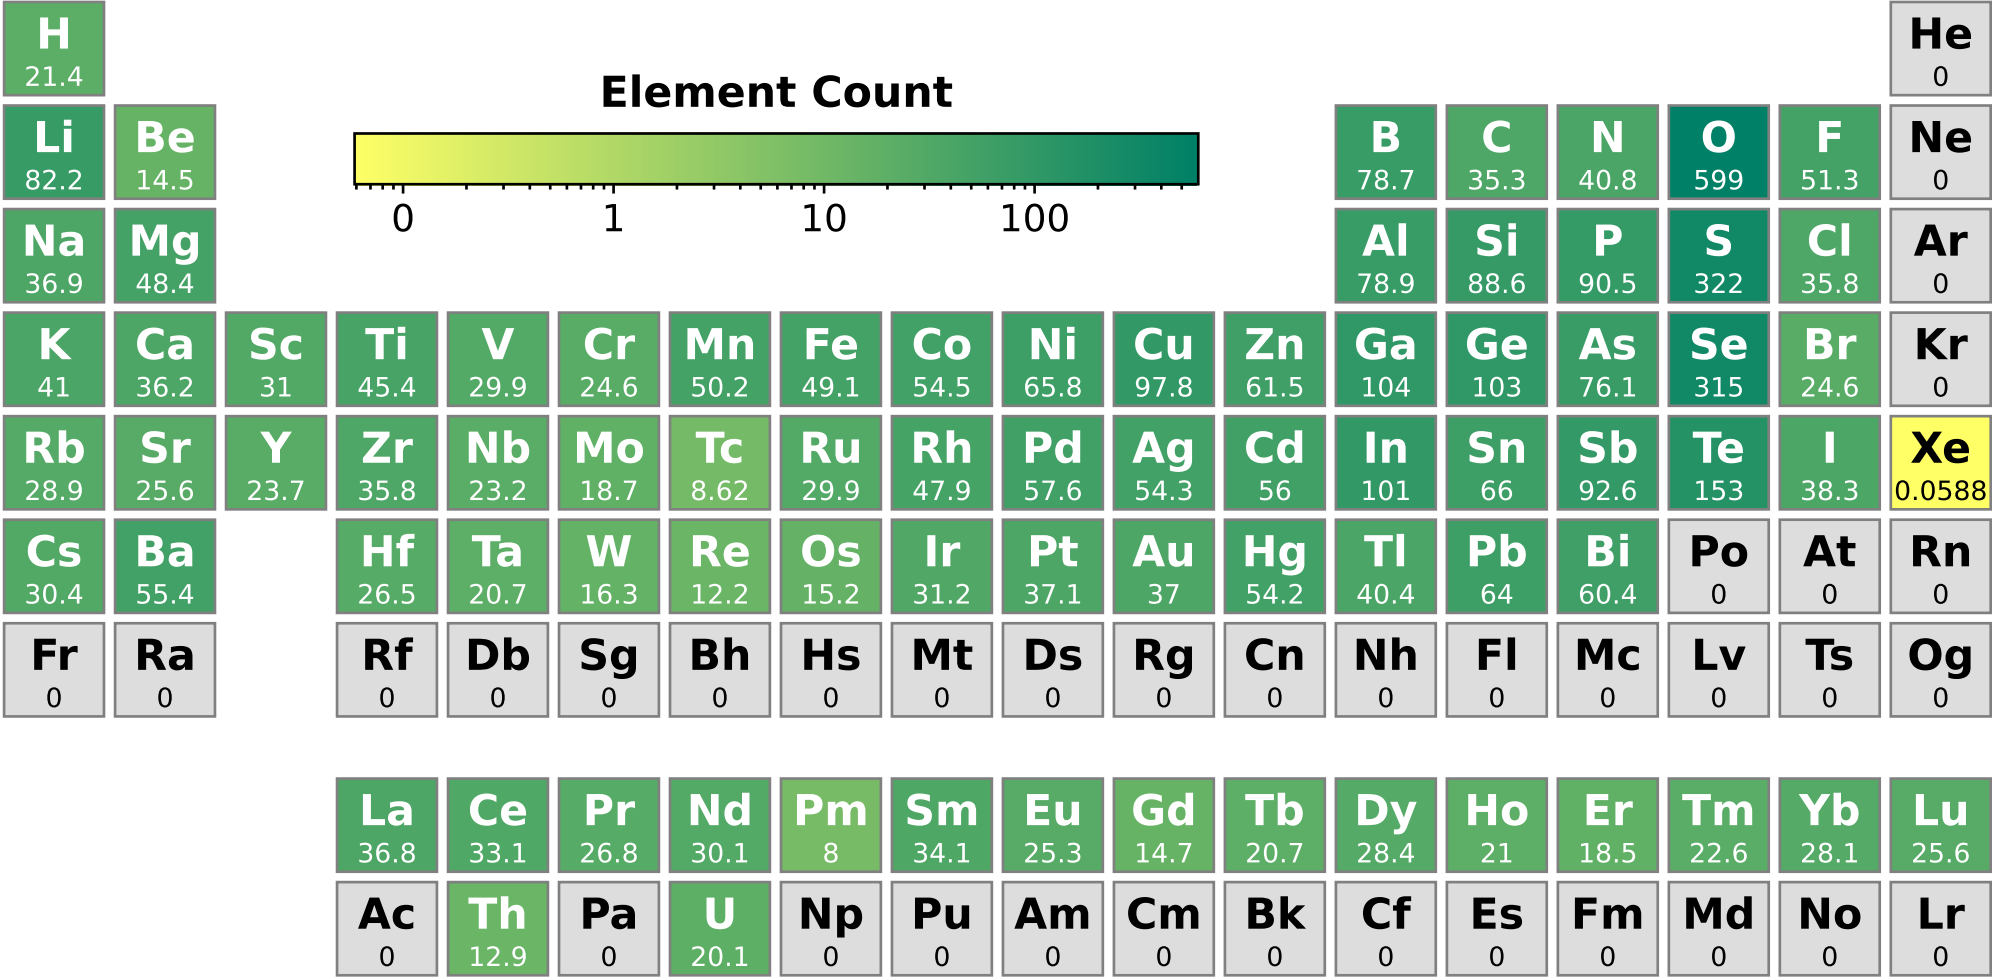 H He
21.4 0
Element Count
Li Be B C N O F Ne
82.2 14.5 78.7 35.3 40.8 599 51.3 0
0 1 10 100
Na Mg Al Si P S Cl Ar
36.9 48.4 78.9 88.6 90.5 322 35.8 0
K Ca Sc Ti V Cr Mn Fe Co Ni Cu Zn Ga Ge As Se Br Kr
41 36.2 31 45.4 29.9 24.6 50.2 49.1 54.5 65.8 97.8 61.5 104 103 76.1 315 24.6 0
Rb Sr Y Zr Nb Mo Tc Ru Rh Pd Ag Cd In Sn Sb Te I Xe
28.9 25.6 23.7 35.8 23.2 18.7 8.62 29.9 47.9 57.6 54.3 56 101 66 92.6 153 38.3 0.0588
Cs Ba Hf Ta W Re Os Ir Pt Au Hg Tl Pb Bi Po At Rn
30.4 55.4 26.5 20.7 16.3 12.2 15.2 31.2 37.1 37 54.2 40.4 64 60.4 0 0 0
Fr Ra Rf Db Sg Bh Hs Mt Ds Rg Cn Nh Fl Mc Lv Ts Og
0 0 0 0 0 0 0 0 0 0 0 0 0 0 0 0 0
La Ce Pr Nd Pm Sm Eu Gd Tb Dy Ho Er Tm Yb Lu
36.8 33.1 26.8 30.1 8 34.1 25.3 14.7 20.7 28.4 21 18.5 22.6 28.1 25.6
Ac Th Pa U Np Pu Am Cm Bk Cf Es Fm Md No Lr
0 12.9 0 20.1 0 0 0 0 0 0 0 0 0 0 0